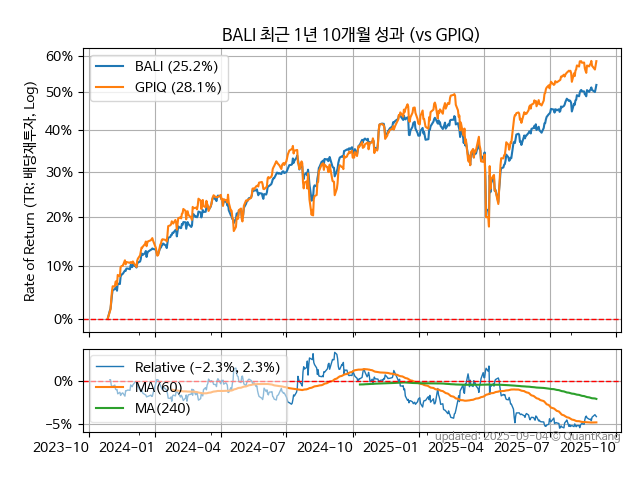 BALI 최근 1년 10개월 성과 (vs GPIQ)
Rate of Return (TR: 배당재투자, Log)
60%
50%
40%
30%
20%
10%
0%
BALI (25.2%)
GPIQ (28.1%)
0%
−5%
Relative (−2.3%, 2.3%)
MA(60)
MA(240)
updated: 2025-09-04 © QuantKang
2023-10 2024-01 2024-04 2024-07 2024-10 2025-01 2025-04 2025-07 2025-10